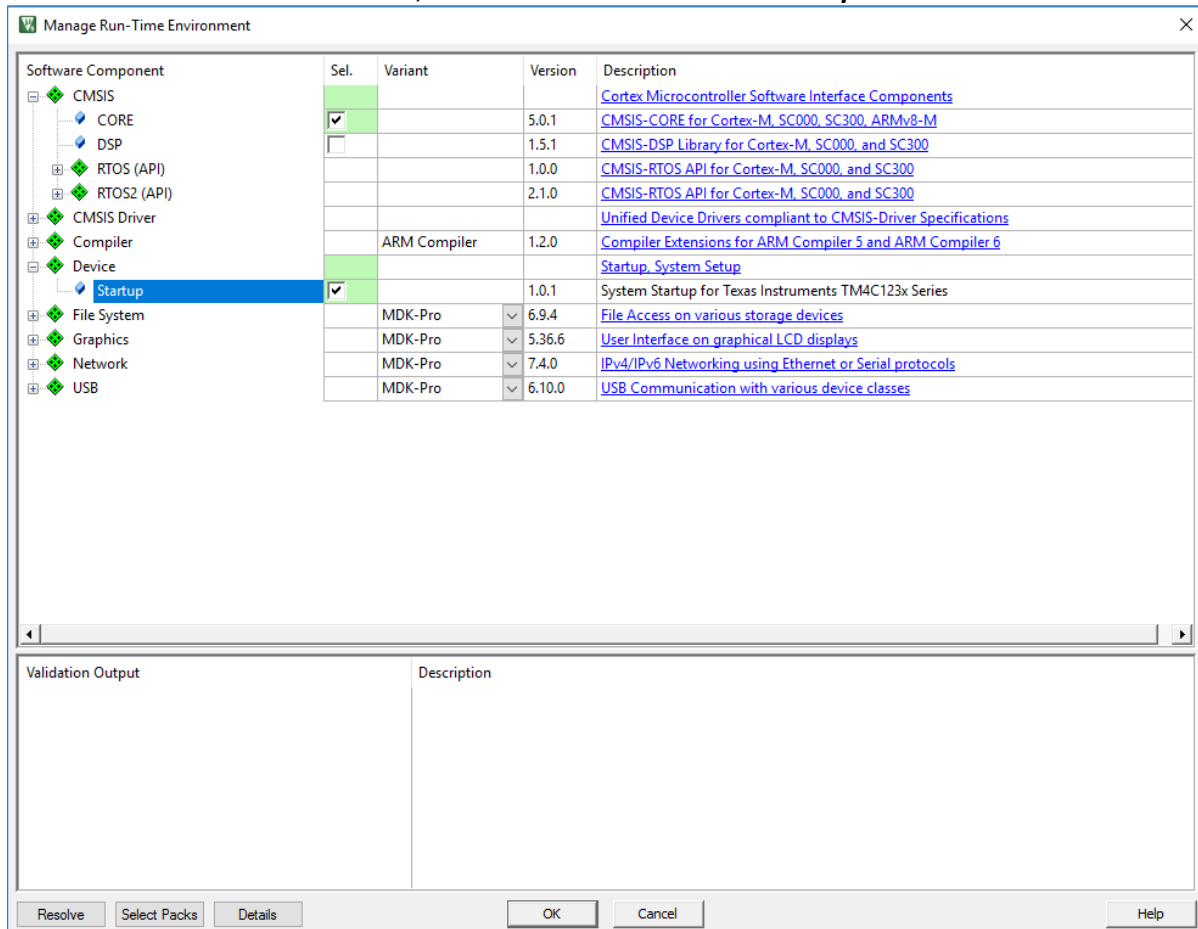 Manage Run-Time Environment
Software Component Sel. Variant Version Description
CMSIS Cortex Microcontroller Software Interface Components
CORE 5.0.1 CMSIS-CORE for Cortex-M, SC000, SC300, ARMv8-M
DSP 1.5.1 CMSIS-DSP Library for Cortex-M, SC000, and SC300
RTOS (API) 1.0.0 CMSIS-RTOS API for Cortex-M, SC000, and SC300
RTOS2 (API) 2.1.0 CMSIS-RTOS API for Cortex-M, SC000, and SC300
CMSIS Driver Unified Device Drivers compliant to CMSIS-Driver Specifications
Compiler ARM Compiler 1.2.0 Compiler Extensions for ARM Compiler 5 and ARM Compiler 6
Device Startup, System Setup
Startup 1.0.1 System Startup for Texas Instruments TM4C123x Series
File System MDK-Pro 6.9.4 File Access on various storage devices
Graphics MDK-Pro 5.36.6 User Interface on graphical LCD displays
Network MDK-Pro 7.4.0 IPv4/IPv6 Networking using Ethernet or Serial protocols
USB MDK-Pro 6.10.0 USB Communication with various device classes
Validation Output Description
Resolve Select Packs Details OK Cancel Help